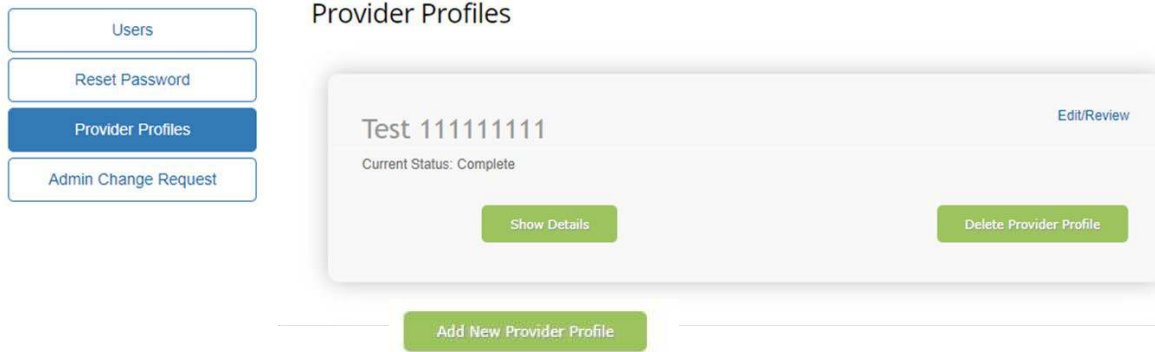 Users
Reset Password
Provider Profiles
Admin Change Request
Provider Profiles
Test 111111111
Edit/Review
Current Status: Complete
Show Details
Delete Provider Profile
Add New Provider Profile